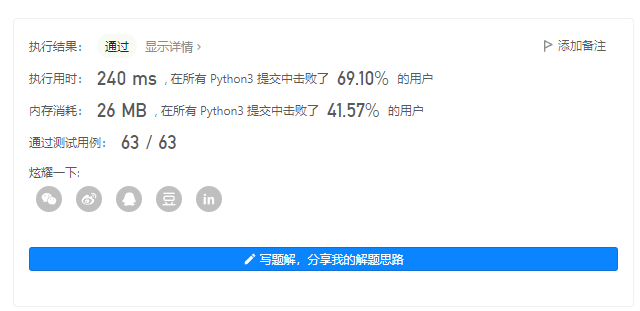 执行结果： 通过 显示详情 › 添加备注
执行用时： 240 ms , 在所有 Python3 提交中击败了 69.10% 的用户
内存消耗： 26 MB , 在所有 Python3 提交中击败了 41.57% 的用户
通过测试用例： 63 / 63
炫耀一下:
豆 in
写题解，分享我的解题思路